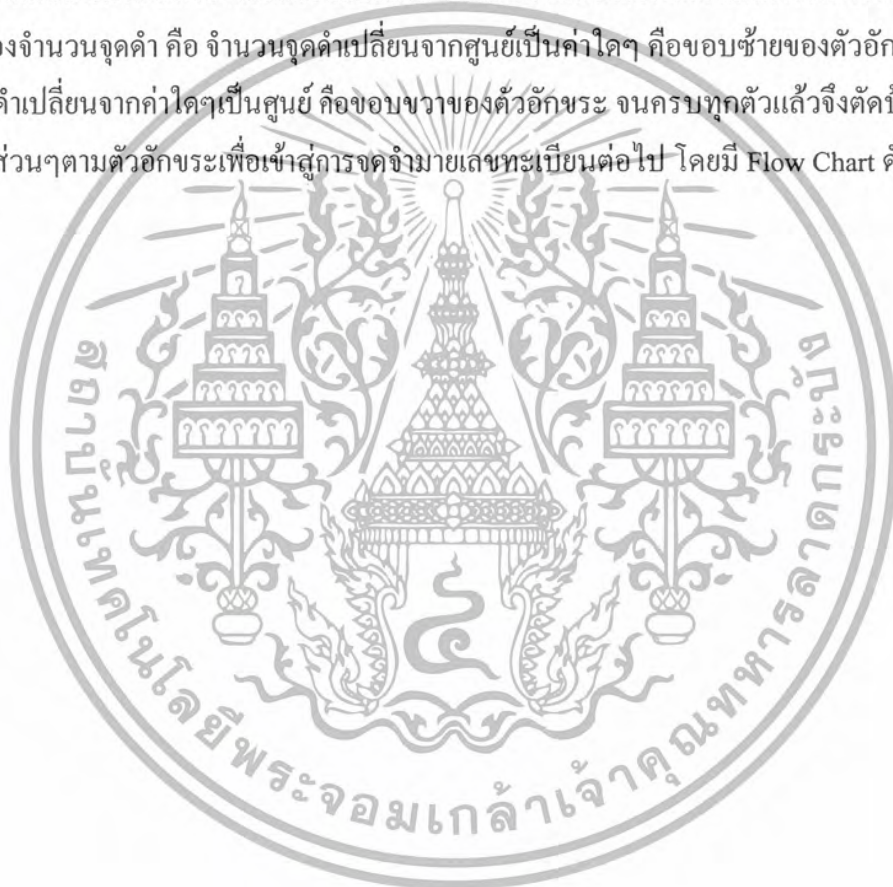 องจำนวนจุดดำ คือ จำนวนจุดดำเปลี่ยนจากศูนย์เป็นค่าใดๆ คือขอบซ้ายของตัวอัก
ดำเปลี่ยนจากค่าใดๆเป็นศูนย์ คือขอบขวาของตัวอักขระ จนครบทุกตัวแล้วจึงตัด
ส่วนๆตามตัวอักขระเพื่อเข้าสู่การจดจำมายเลขทะเบียนต่อไป โดยมี Flow Chart
สถาบันเทคโนโลยีพระจอมเกล้าเจ้าคุณทหารลาดกระบัง